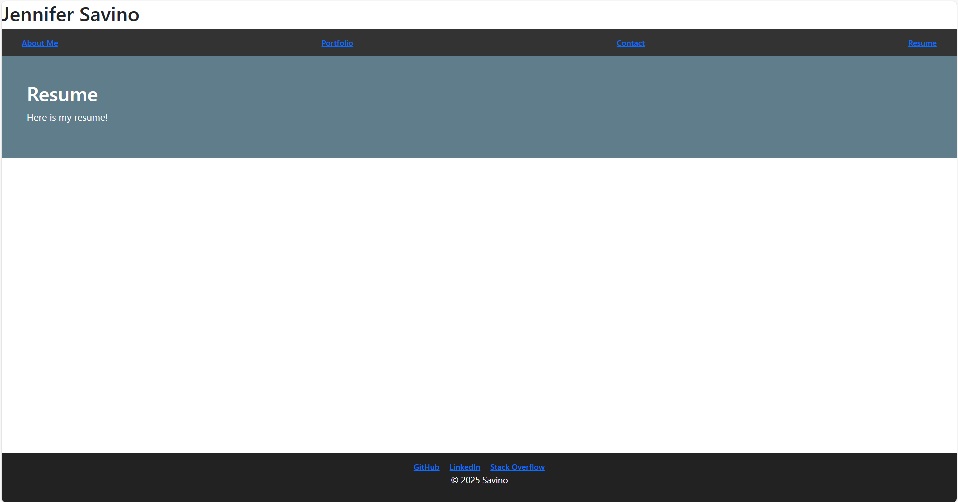 Jennifer Savino
About Me Portfolio Contact Resume
Resume
Here is my resume!
GitHub LinkedIn Stack Overflow
© 2025 Savino